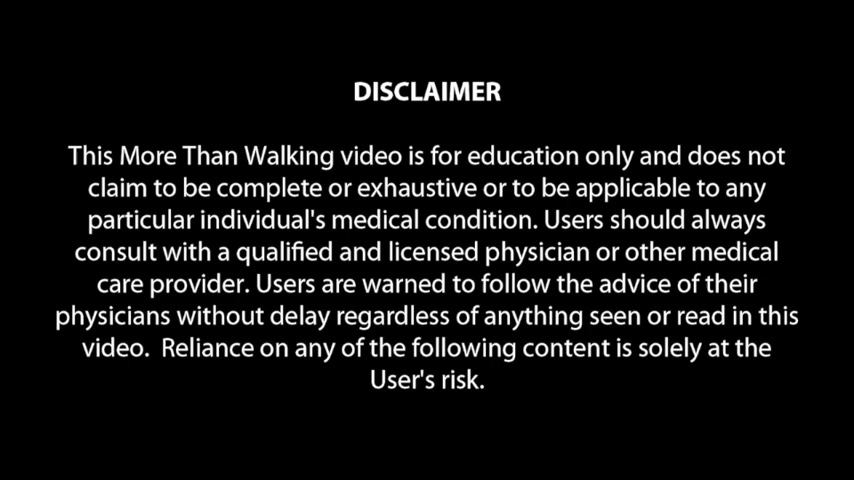 DISCLAIMER
This More Than Walking video is for education only and does not
claim to be complete or exhaustive or to be applicable to any
particular individual's medical condition. Users should always
consult with a qualified and licensed physician or other medical
care provider. Users are warned to follow the advice of their
physicians without delay regardless of anything seen or read in this
video.  Reliance on any of the following content is solely at the
User's risk.